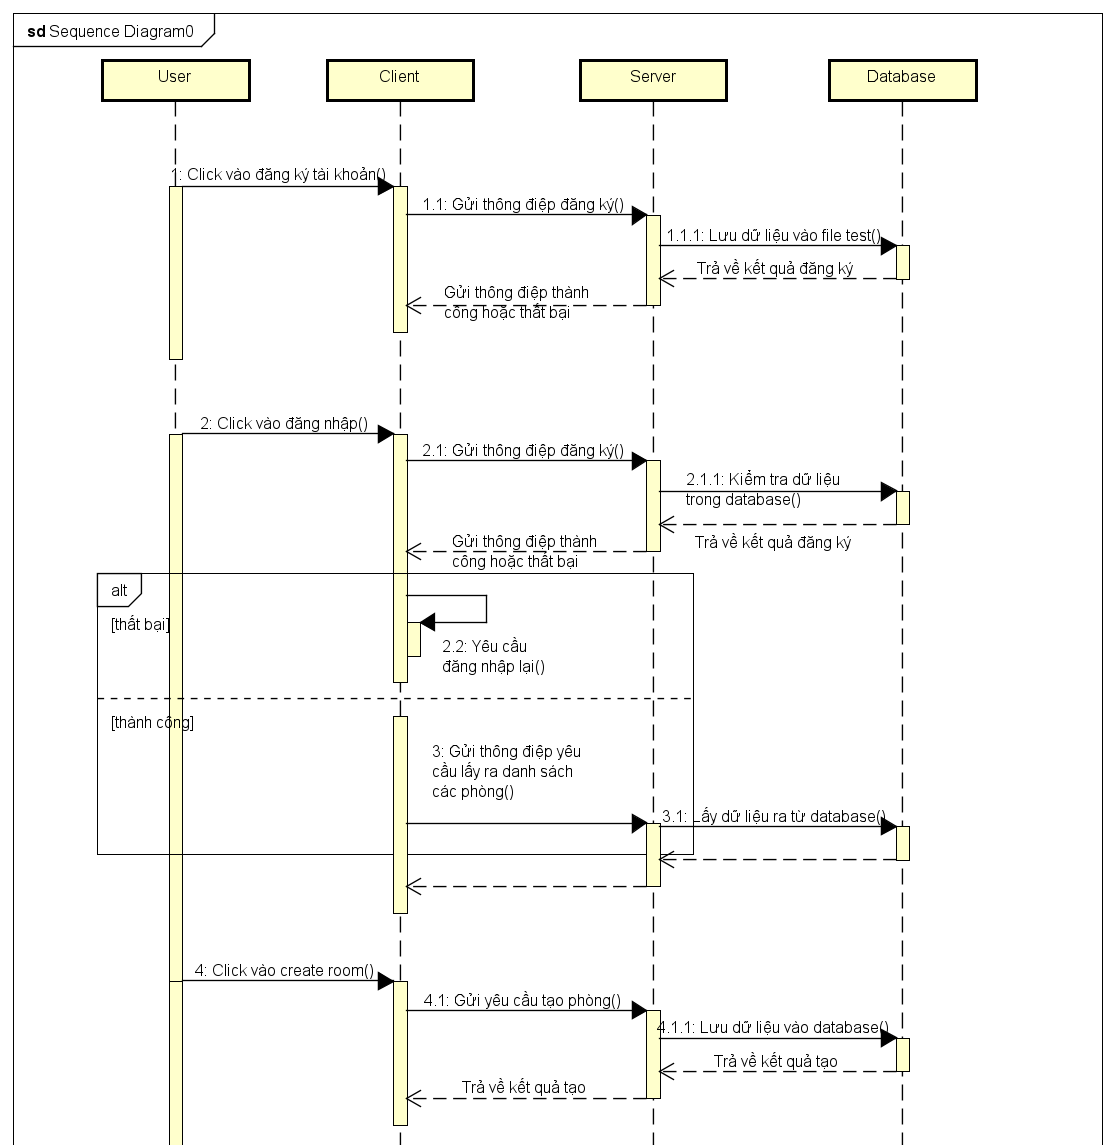 sd Sequence Diagram0
User
Client
Server
Database
1: Click vào đăng ký tài khoản()
1.1: Gửi thông điệp đăng ký()
1.1.1: Lưu dữ liệu vào file test()
Trả về kết quả đăng ký
Gửi thông điệp thành
công hoặc thất bại
2: Click vào đăng nhập()
2.1: Gửi thông điệp đăng ký()
2.1.1: Kiểm tra dữ liệu
trong database()
Trả về kết quả đăng ký
Gửi thông điệp thành
công hoặc thất bại
alt
[thất bại]
2.2: Yêu cầu
đăng nhập lại()
[thành công]
3: Gửi thông điệp yêu
cầu lấy ra danh sách
các phòng()
3.1: Lấy dữ liệu ra từ database()
4: Click vào create room()
4.1: Gửi yêu cầu tạo phòng()
4.1.1: Lưu dữ liệu vào database()
Trả về kết quả tạo
Trả về kết quả tạo